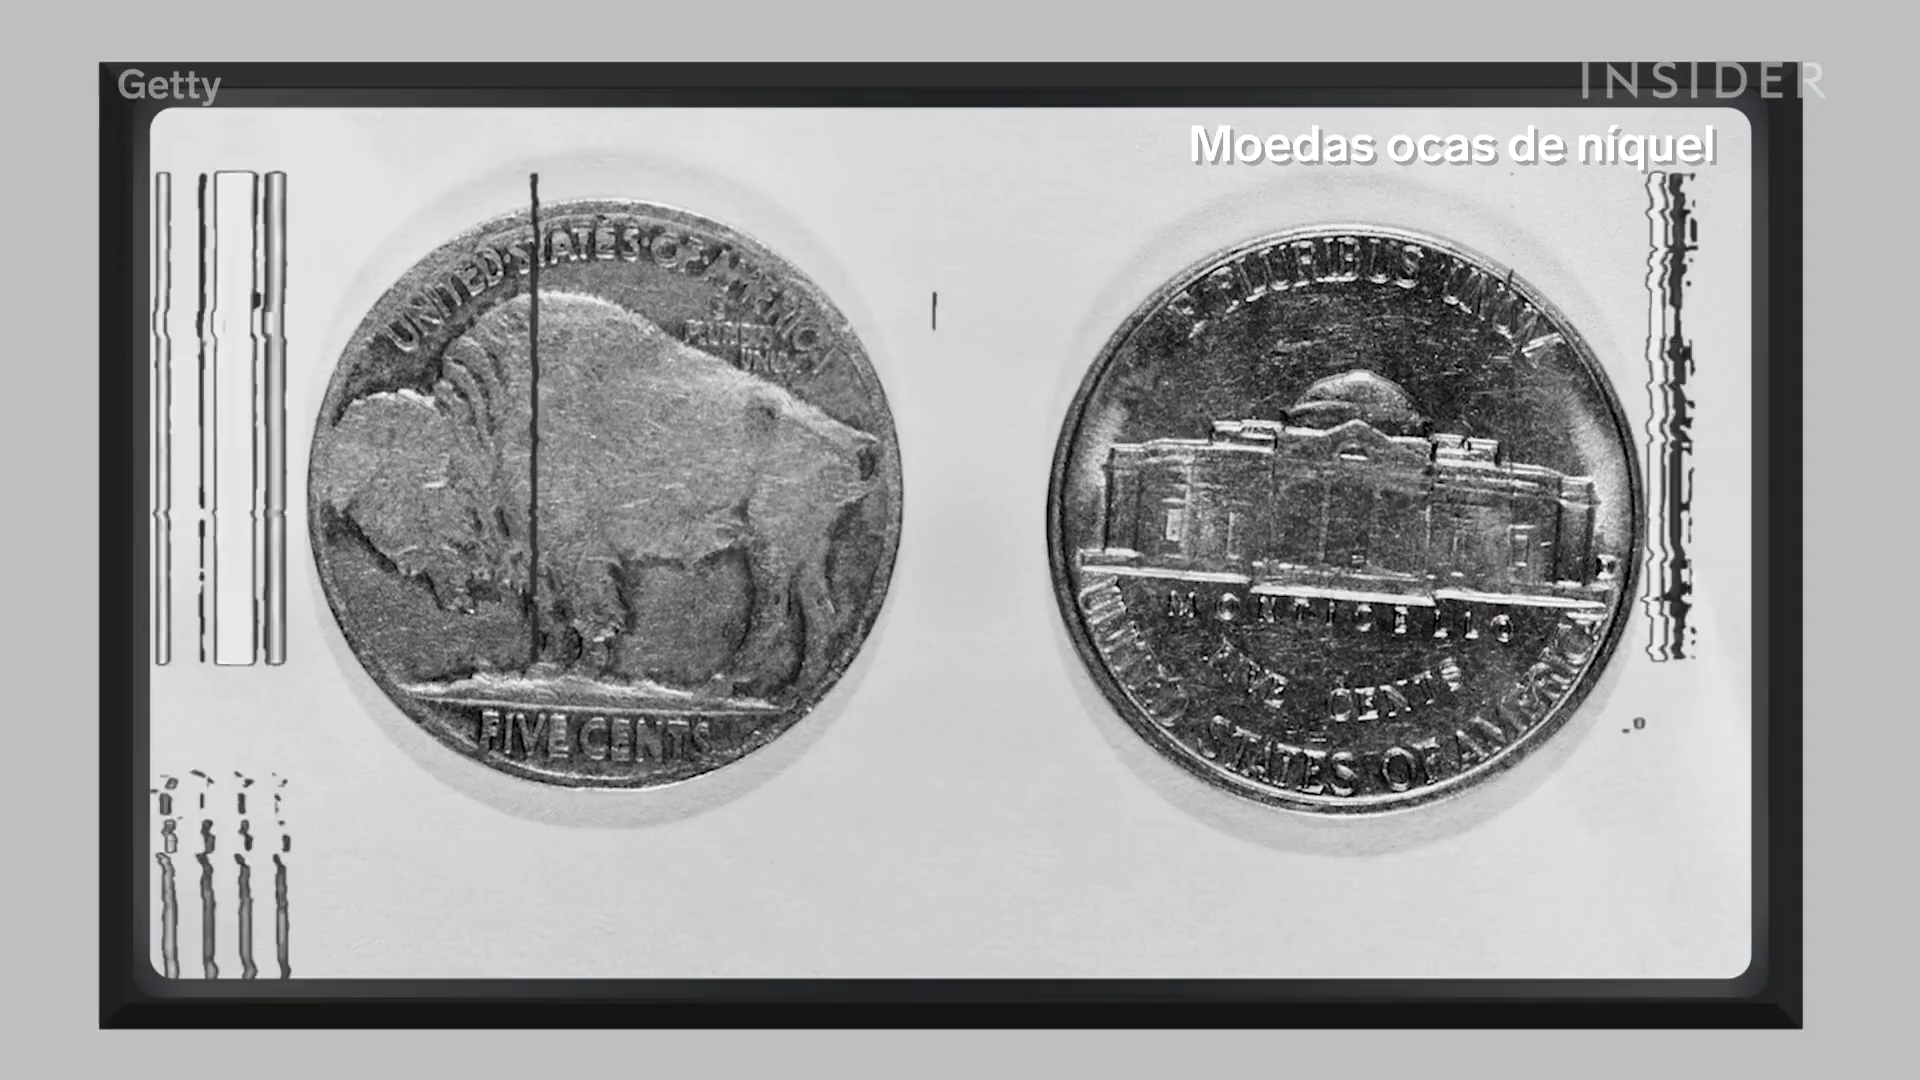 Getty
INSIDER
Moedas ocas de níquel
UNITED STATES OF AMERICA
E PLURIBUS UNUM
FIVE CENTS
E PLURIBUS UNUM
MONTICELLO
FIVE CENTS
UNITED STATES OF AMERICA